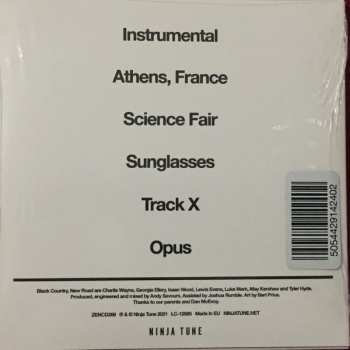 Instrumental
Athens, France
Science Fair
Sunglasses
Track X
Opus
5054429142402
Black Country, New Road are Charlie Wayne, Georgia Ellery, Isaac Wood, Lewis Evans, Luke Mark, May Kershaw and Tyler Hyde.
Produced, engineered and mixed by Andy Savours. Assisted by Joshua Rumble. Art by Bart Price.
Thanks to our parents and Dan McEvoy.
ZENCD269 ℗ & © Ninja Tune 2021 LC-12885 Made in EU NINJATUNE.NET
NINJA TUNE